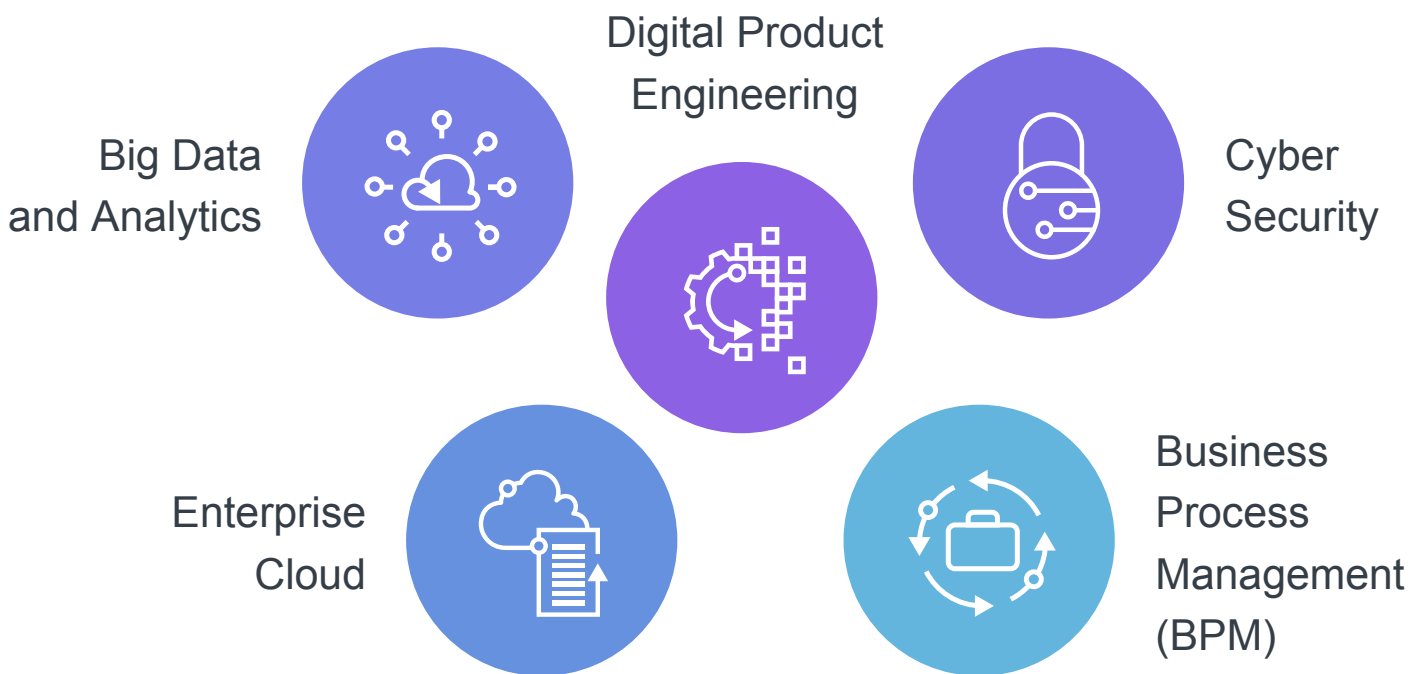 Digital Product
Engineering
Big Data
and Analytics
Cyber
Security
Enterprise
Cloud
Business
Process
Management
(BPM)